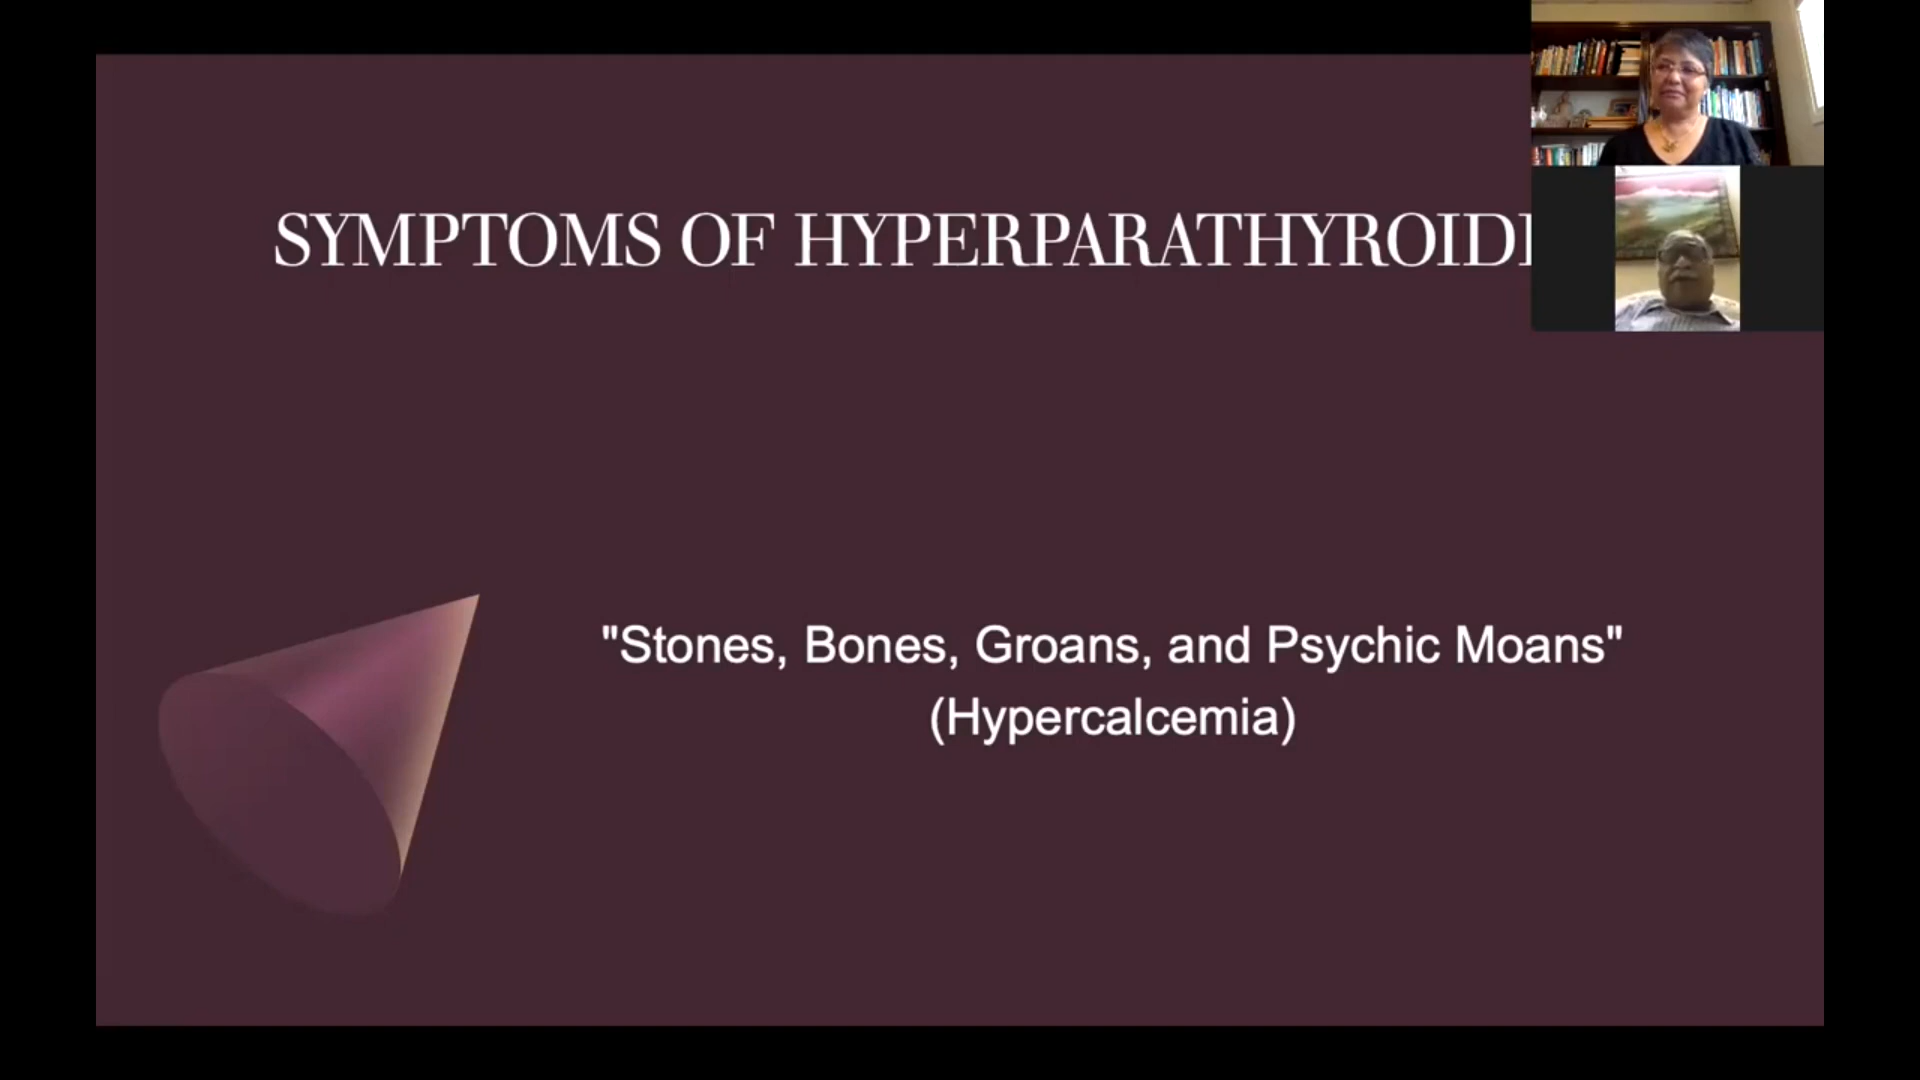 SYMPTOMS OF HYPERPARATHYROIDI
"Stones, Bones, Groans, and Psychic Moans"
(Hypercalcemia)